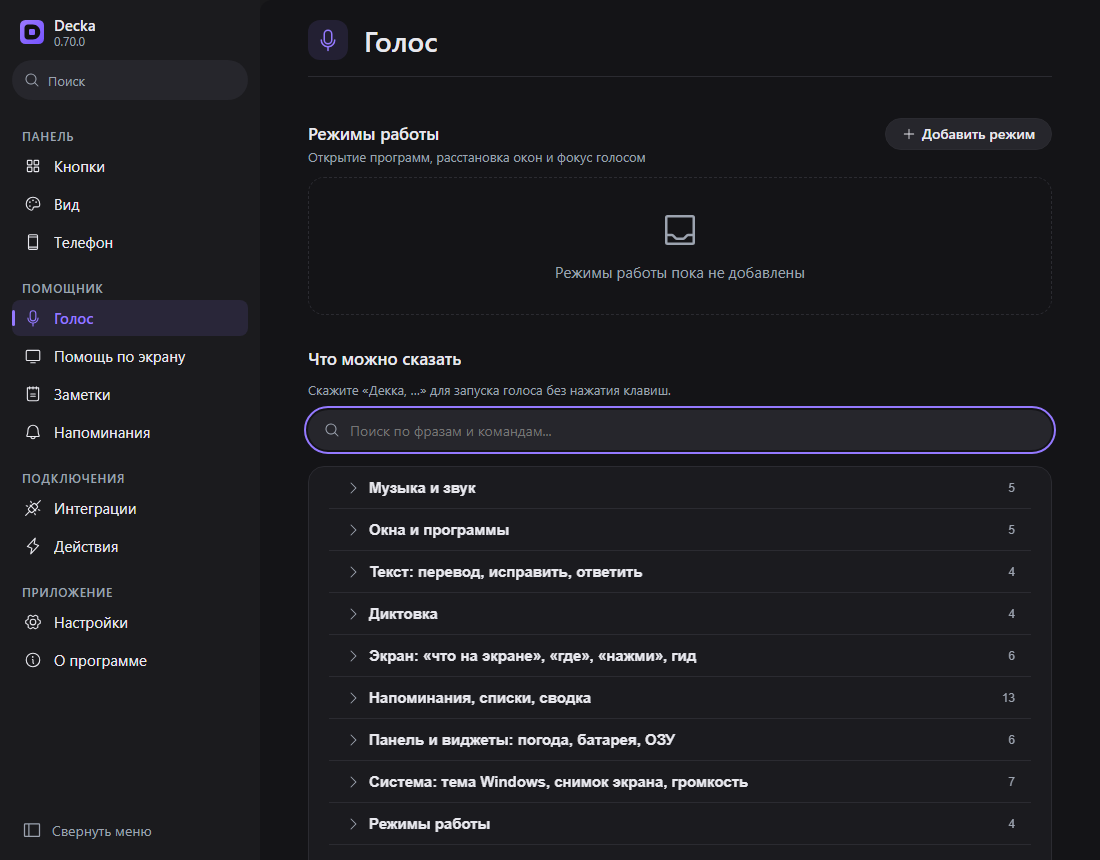 Decka
0.70.0
Поиск
ПАНЕЛЬ
Кнопки
Вид
Телефон
ПОМОЩНИК
Голос
Помощь по экрану
Заметки
Напоминания
ПОДКЛЮЧЕНИЯ
Интеграции
Действия
ПРИЛОЖЕНИЕ
Настройки
О программе
Свернуть меню
Голос
Режимы работы
Добавить режим
Открытие программ, расстановка окон и фокус голосом
Режимы работы пока не добавлены
Что можно сказать
Скажите «Декка, ...» для запуска голоса без нажатия клавиш.
Поиск по фразам и командам...
Музыка и звук 5
Окна и программы 5
Текст: перевод, исправить, ответить 4
Диктовка 4
Экран: «что на экране», «где», «нажми», гид 6
Напоминания, списки, сводка 13
Панель и виджеты: погода, батарея, ОЗУ 6
Система: тема Windows, снимок экрана, громкость 7
Режимы работы 4